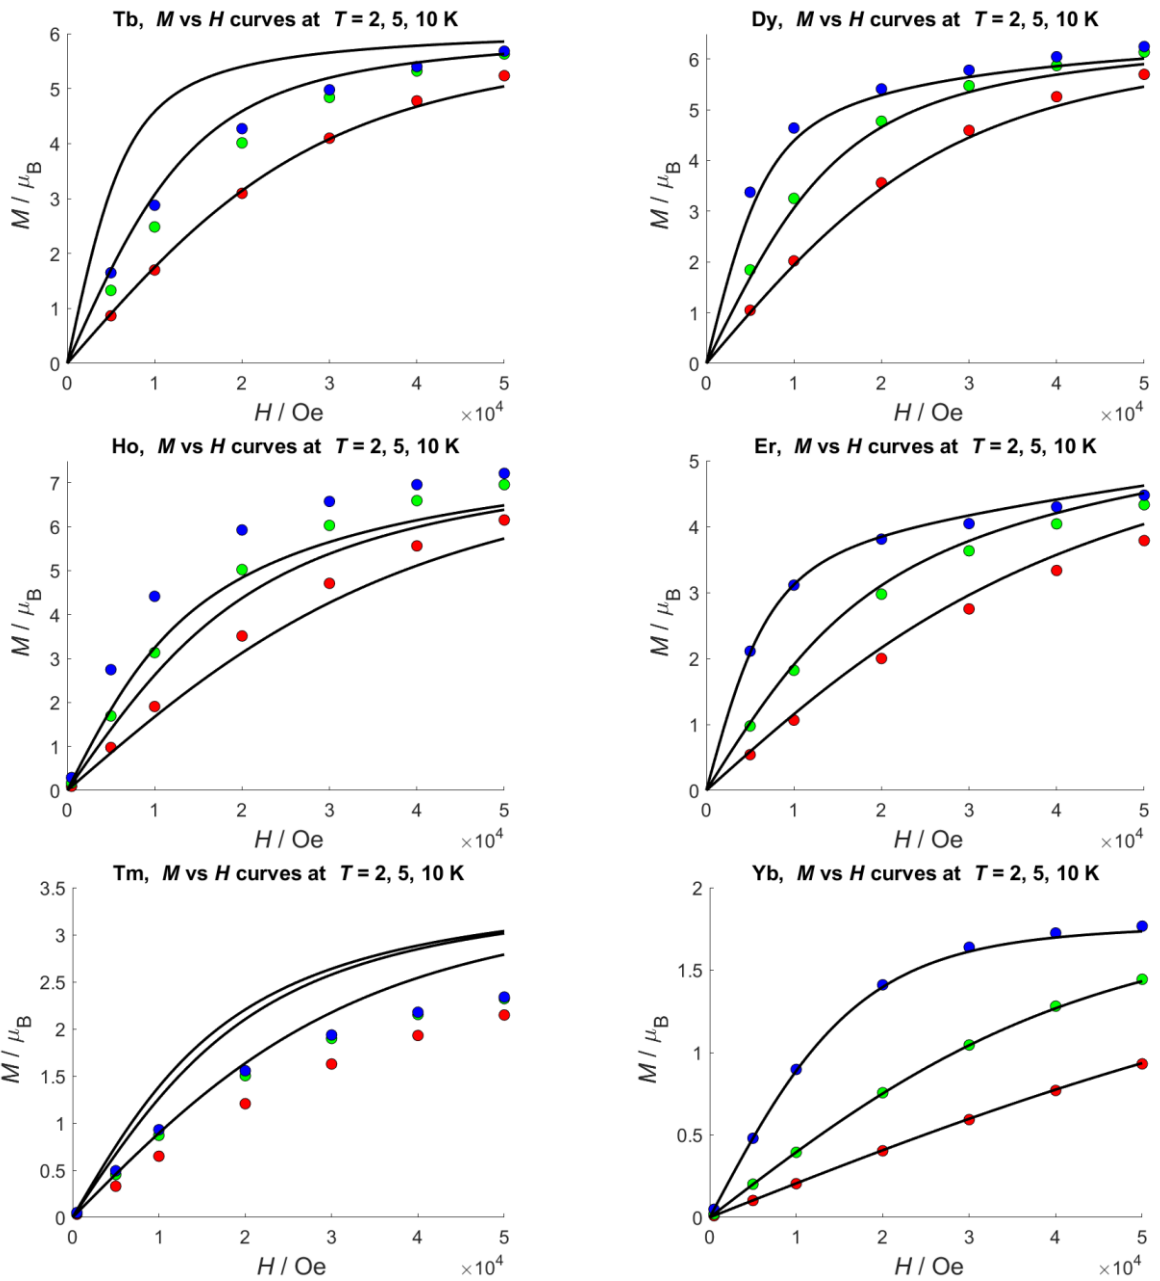 Tb, M vs H curves at T = 2, 5, 10 K
6
5
4
3
2
1
0
M / μB
0 1 2 3 4 5
H / Oe
×10^4
Dy, M vs H curves at T = 2, 5, 10 K
6
5
4
3
2
1
0
M / μB
0 1 2 3 4 5
H / Oe
×10^4
Ho, M vs H curves at T = 2, 5, 10 K
7
6
5
4
3
2
1
0
M / μB
0 1 2 3 4 5
H / Oe
×10^4
Er, M vs H curves at T = 2, 5, 10 K
5
4
3
2
1
0
M / μB
0 1 2 3 4 5
H / Oe
×10^4
Tm, M vs H curves at T = 2, 5, 10 K
3.5
3
2.5
2
1.5
1
0.5
0
M / μB
0 1 2 3 4 5
H / Oe
×10^4
Yb, M vs H curves at T = 2, 5, 10 K
2
1.5
1
0.5
0
M / μB
0 1 2 3 4 5
H / Oe
×10^4